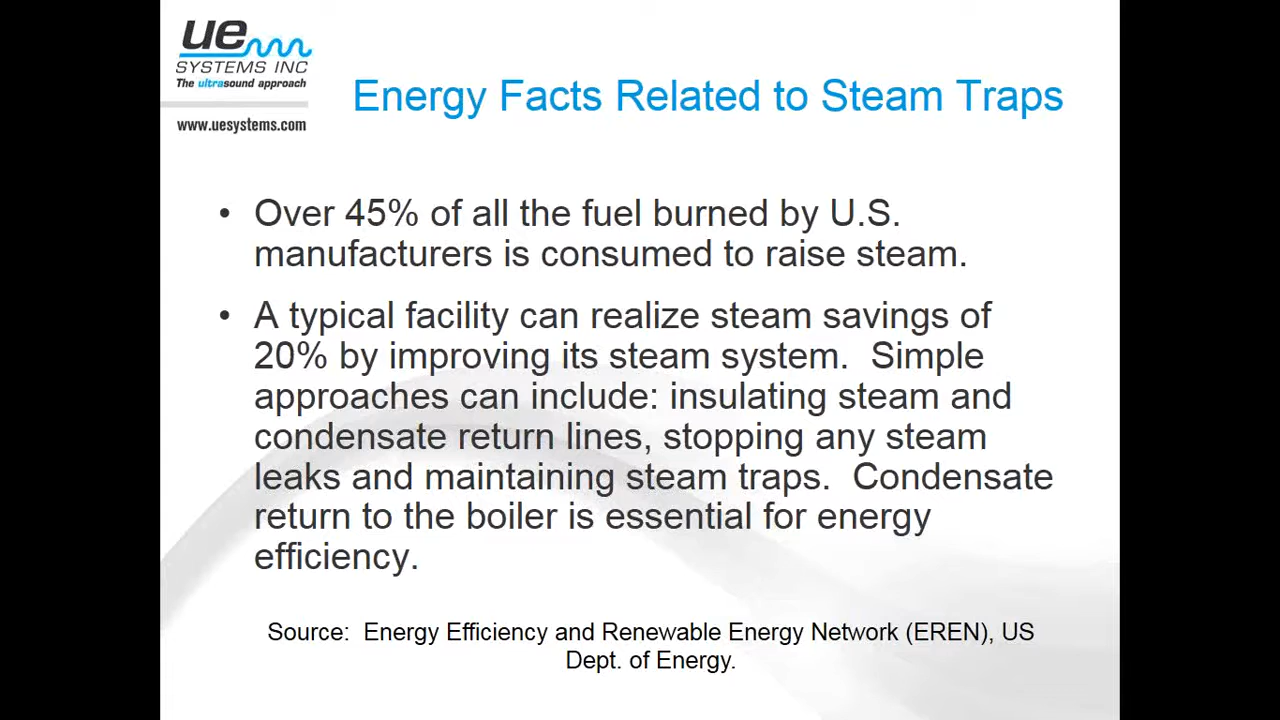 ue
SYSTEMS INC
The ultrasound approach
www.uesystems.com
Energy Facts Related to Steam Traps
• Over 45% of all the fuel burned by U.S.
manufacturers is consumed to raise steam.
• A typical facility can realize steam savings of
20% by improving its steam system.  Simple
approaches can include: insulating steam and
condensate return lines, stopping any steam
leaks and maintaining steam traps.  Condensate
return to the boiler is essential for energy
efficiency.
Source:  Energy Efficiency and Renewable Energy Network (EREN), US
Dept. of Energy.